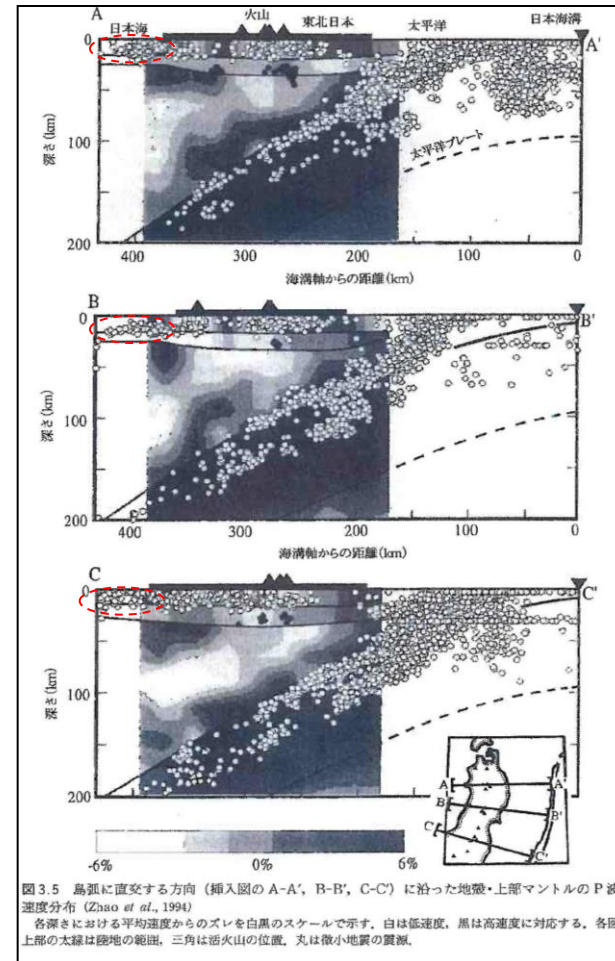 A
日本海
火山
東北日本
太平洋
日本海溝
A′
0
100
200
深さ(km)
太平洋プレート
400
300
200
100
0
海溝軸からの距離(km)
B
B′
0
100
200
深さ(km)
400
300
200
100
0
海溝軸からの距離(km)
C
C′
0
100
200
深さ(km)
A
A′
B
B′
C
C′
-6%
0%
6%
図3.5 島弧に直交する方向（挿入図の A-A′, B-B′, C-C′）に沿った地殻・上部マントルの P 波
速度分布（Zhao et al., 1994）
各深さにおける平均速度からのズレを白黒のスケールで示す．白は低速度，黒は高速度に対応する．各図
上部の太線は陸地の範囲，三角は活火山の位置．丸は微小地震の震源．